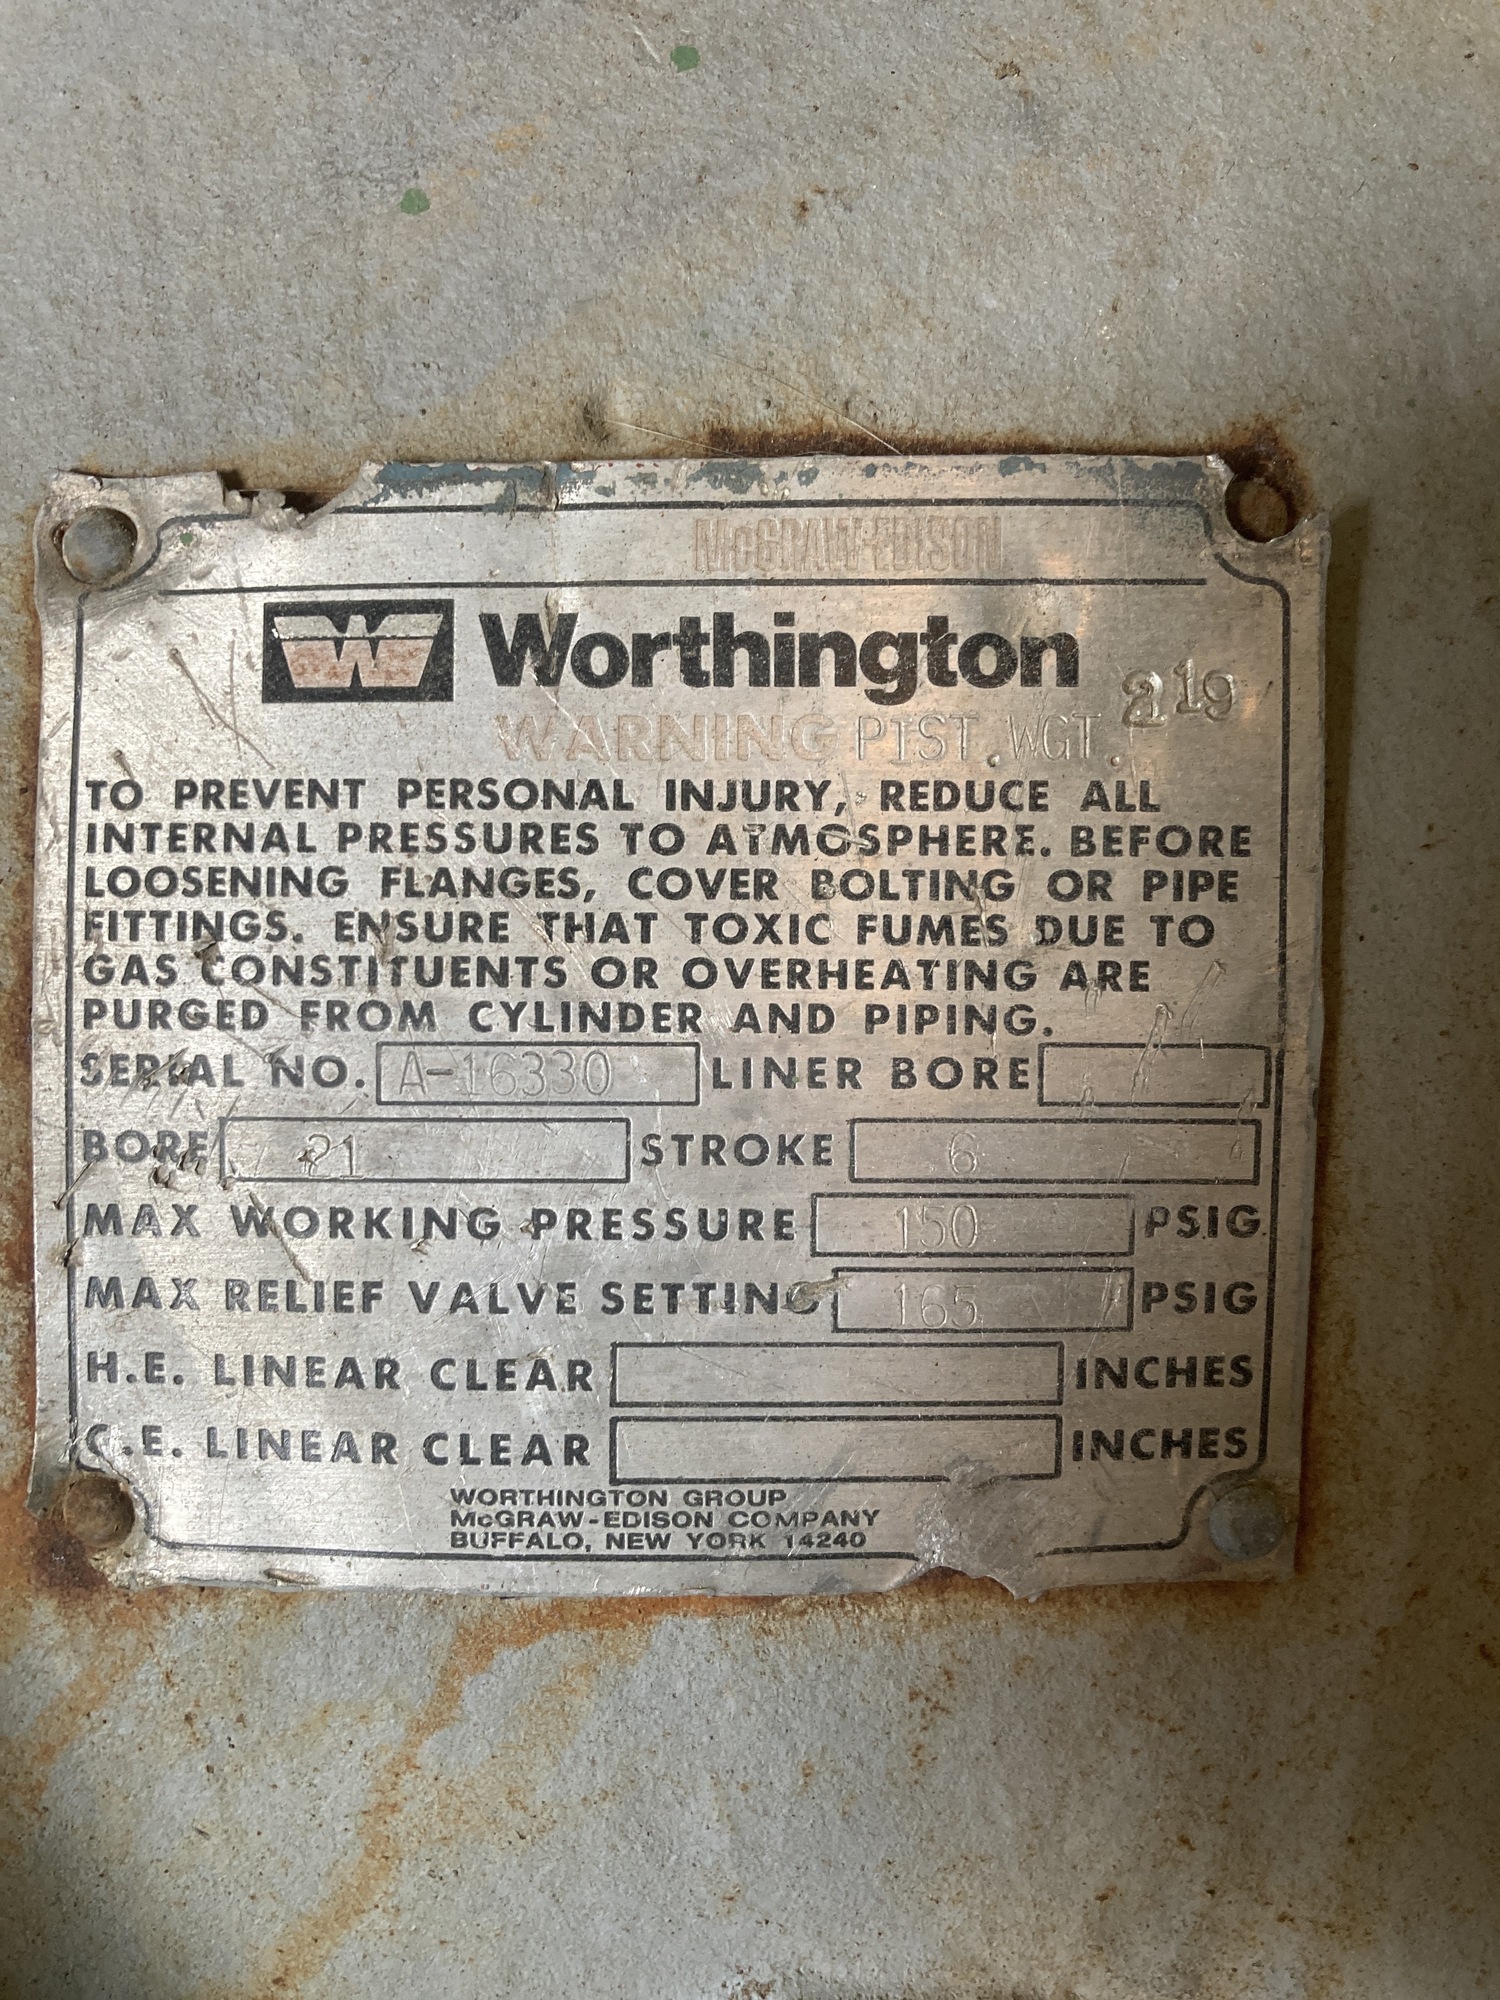 McGRAW-EDISON
W Worthington
WARNING PIST. WGT. 219
TO PREVENT PERSONAL INJURY, REDUCE ALL
INTERNAL PRESSURES TO ATMOSPHERE. BEFORE
LOOSENING FLANGES, COVER BOLTING OR PIPE
FITTINGS. ENSURE THAT TOXIC FUMES DUE TO
GAS CONSTITUENTS OR OVERHEATING ARE
PURGED FROM CYLINDER AND PIPING.
SERIAL NO. A-16330 LINER BORE
BORE 21 STROKE 6
MAX WORKING PRESSURE 150 PSIG
MAX RELIEF VALVE SETTING 165 PSIG
H.E. LINEAR CLEAR INCHES
C.E. LINEAR CLEAR INCHES
WORTHINGTON GROUP
McGRAW-EDISON COMPANY
BUFFALO, NEW YORK 14240